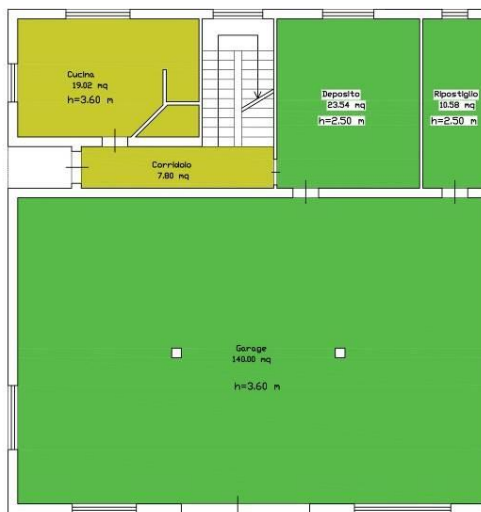 Cucina
19.02 mq
h=3.60 m
Deposito
23.54 mq
h=2.50 m
Ripostiglio
10.58 mq
h=2.50 m
Corridoio
7.80 mq
Garage
140.00 mq
h=3.60 m